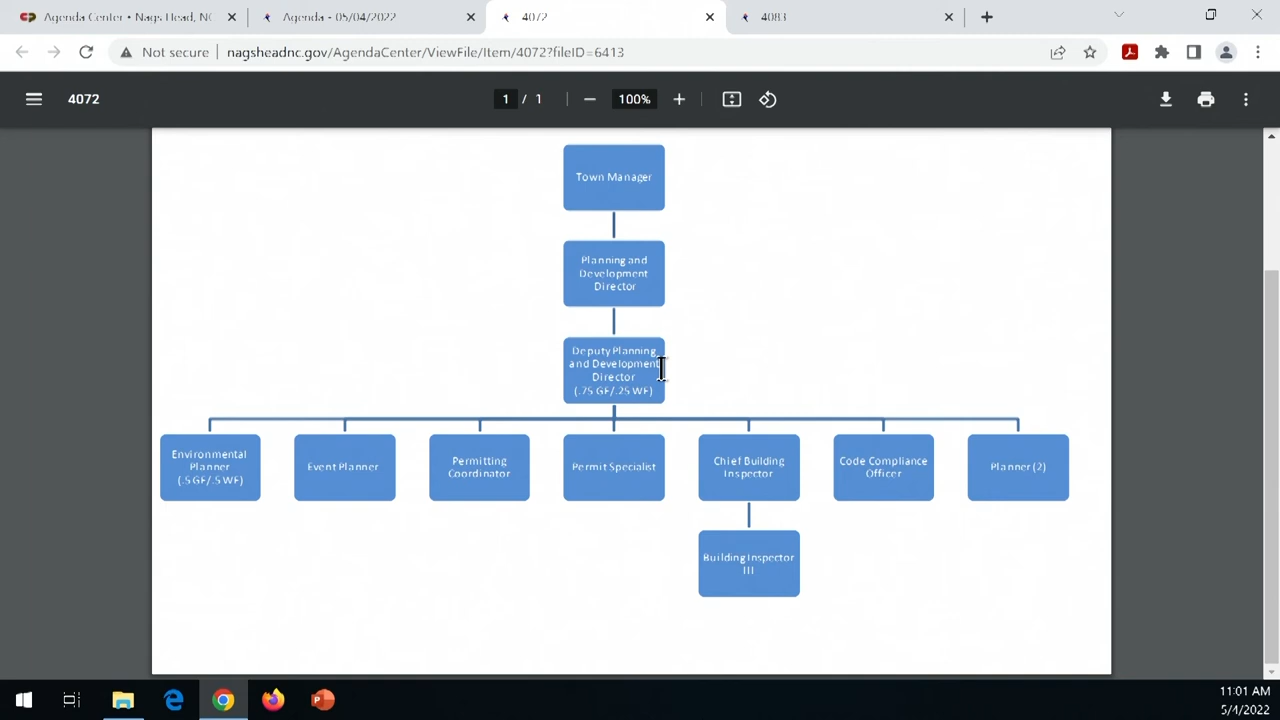 Agenda Center • Nags Head, NC
Agenda - 05/04/2022
4072
4083
Not secure
nagsheadnc.gov/AgendaCenter/ViewFile/Item/4072?fileID=6413
4072
1 / 1
100%
Town Manager
Planning and
Development
Director
Deputy Planning
and Development
Director
(.75 GF/.25 WF)
Environmental
Planner
(.5 GF/.5 WF)
Event Planner
Permitting
Coordinator
Permit Specialist
Chief Building
Inspector
Code Compliance
Officer
Planner (2)
Building Inspector
III
11:01 AM
5/4/2022